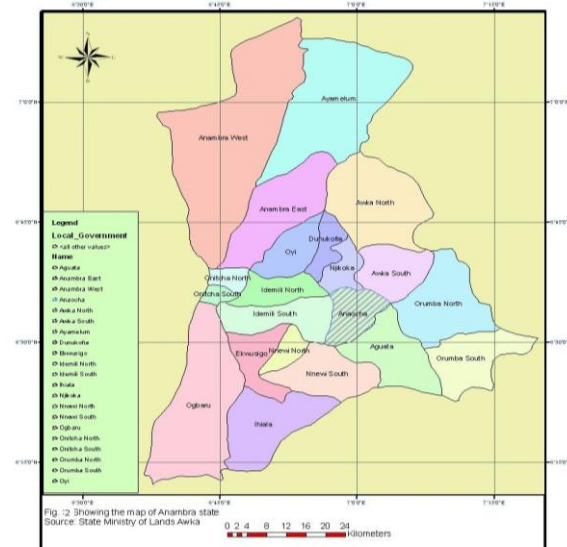 Ayamelum
Anambra West
Anambra East
Awka North
Dunukofia
Oyi
Njikoka
Awka South
Onitcha North
Onitcha South
Idemili North
Idemili South
Anaocha
Orumba North
Aguata
Orumba South
Ekwusigo
Nnewi North
Nnewi South
Ogbaru
Ihiala
Legend
Local_Government
<all other values>
Name
Aguata
Anambra East
Anambra West
Anaocha
Awka North
Awka South
Ayamelum
Dunukofia
Ekwusigo
Idemili North
Idemili South
Ihiala
Njikoka
Nnewi North
Nnewi South
Ogbaru
Onitcha North
Onitcha South
Orumba North
Orumba South
Oyi
Fig. :2 Showing the map of Anambra state
Source: State Ministry of Lands Awka
0 2 4 8 12 16 20 24
Kilometers